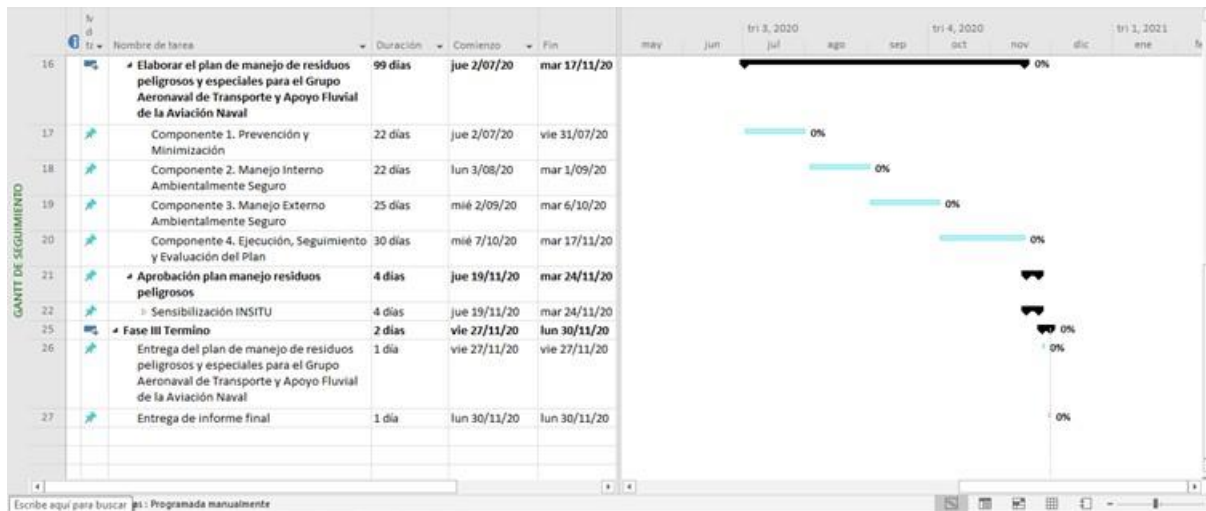 tri 3, 2020 tri 4, 2020 tri 1, 2021
Nombre de tarea Duración Comienzo Fin may jun jul ago sep oct nov dic ene
16 Elaborar el plan de manejo de residuos 99 días jue 2/07/20 mar 17/11/20 0%
peligrosos y especiales para el Grupo
Aeronaval de Transporte y Apoyo Fluvial
de la Aviación Naval
17 Componente 1. Prevención y 22 días jue 2/07/20 vie 31/07/20 0%
Minimización
18 Componente 2. Manejo Interno 22 días lun 3/08/20 mar 1/09/20 0%
Ambientalmente Seguro
19 Componente 3. Manejo Externo 25 días mié 2/09/20 mar 6/10/20 0%
Ambientalmente Seguro
20 Componente 4. Ejecución, Seguimiento 30 días mié 7/10/20 mar 17/11/20 0%
y Evaluación del Plan
21 Aprobación plan manejo residuos 4 días jue 19/11/20 mar 24/11/20
peligrosos
22 Sensibilización INSITU 4 días jue 19/11/20 mar 24/11/20
25 Fase III Termino 2 días vie 27/11/20 lun 30/11/20 0%
26 Entrega del plan de manejo de residuos 1 día vie 27/11/20 vie 27/11/20 0%
peligrosos y especiales para el Grupo
Aeronaval de Transporte y Apoyo Fluvial
de la Aviación Naval
27 Entrega de informe final 1 día lun 30/11/20 lun 30/11/20 0%
GANTT DE SEGUIMIENTO
Escribe aquí para buscar as : Programada manualmente